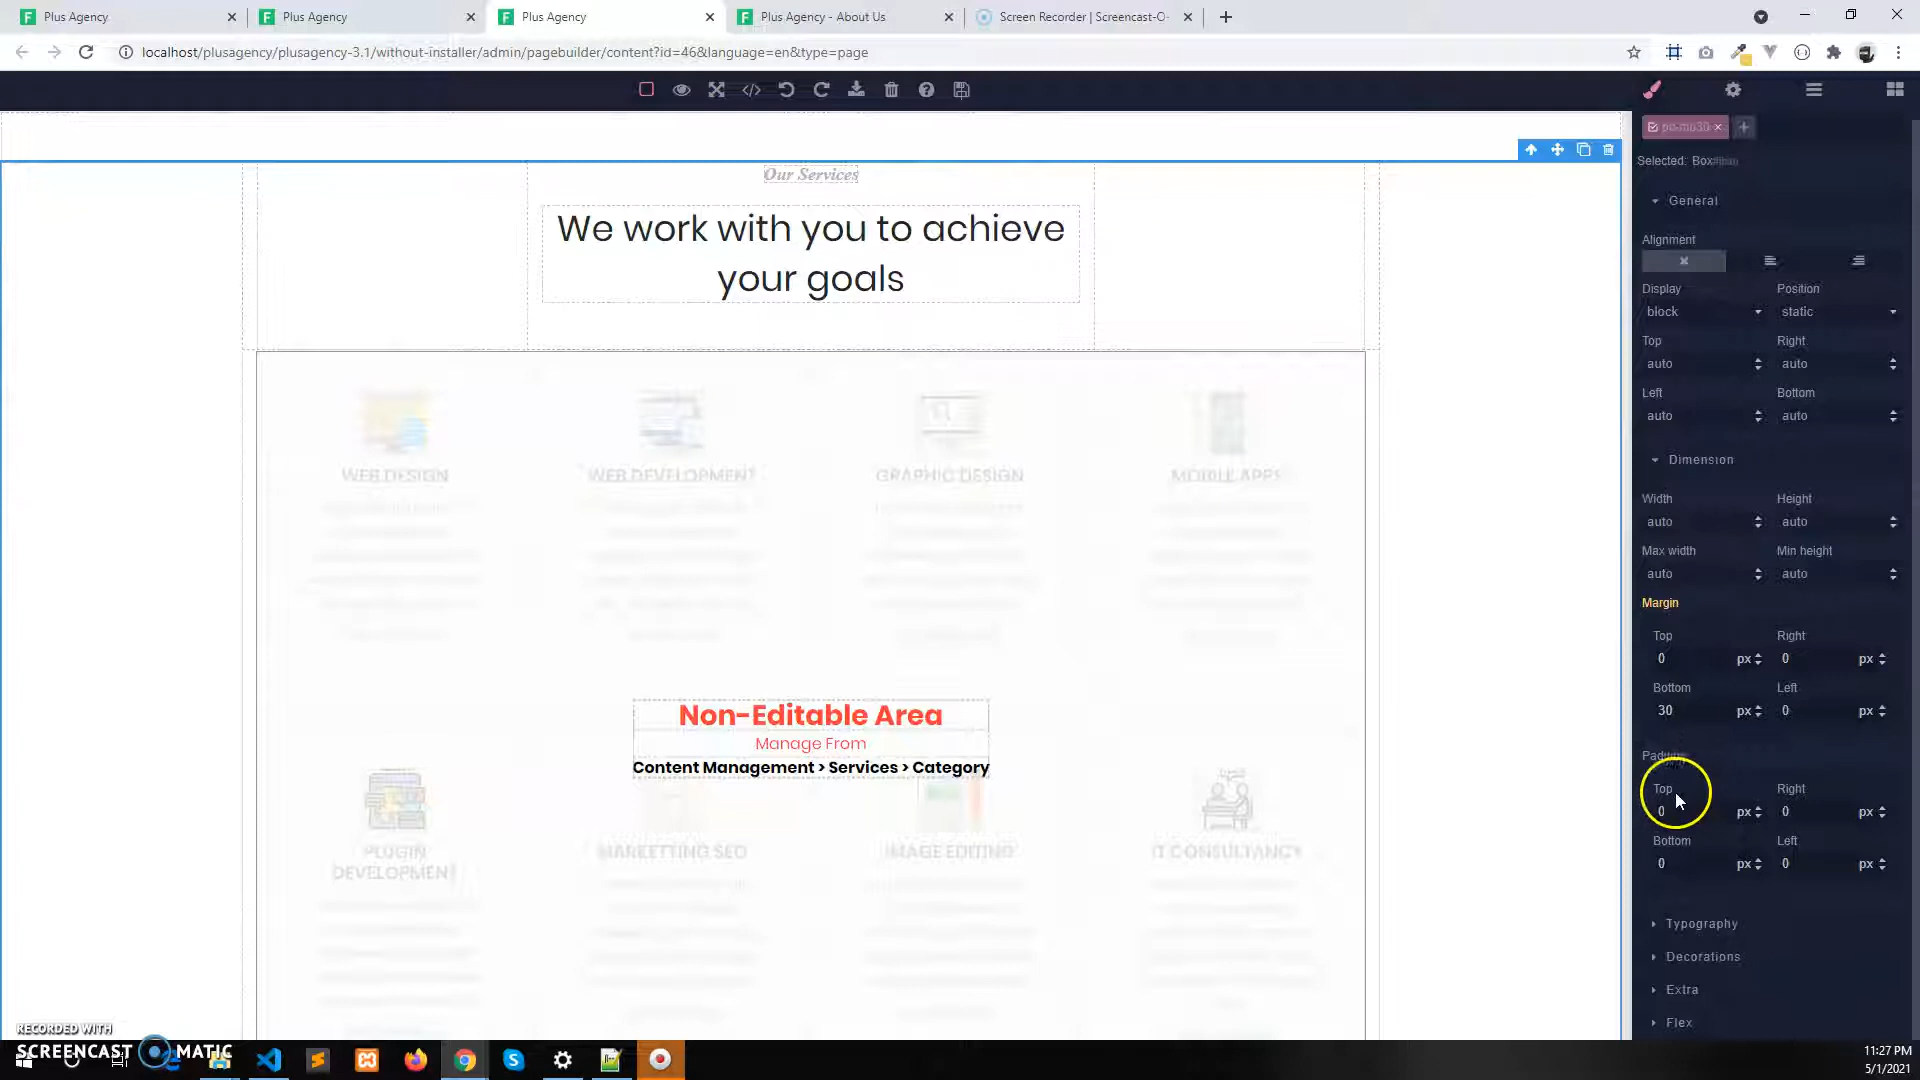 Plus Agency
Plus Agency
Plus Agency
Plus Agency - About Us
Screen Recorder | Screencast-O-
localhost/plusagency/plusagency-3.1/without-installer/admin/pagebuilder/content?id=46&language=en&type=page
Selected: Box
General
Alignment
Display Position
block static
Top Right
auto auto
Left Bottom
auto auto
Dimension
Width Height
auto auto
Max width Min height
auto auto
Margin
Top Right
0 px 0 px
Bottom Left
30 px 0 px
Padding
Top Right
0 px 0 px
Bottom Left
0 px 0 px
Typography
Decorations
Extra
Flex
Our Services
We work with you to achieve
your goals
WEB DESIGN WEB DEVELOPMENT GRAPHIC DESIGN MOBILE APPS
Non-Editable Area
Manage From
Content Management > Services > Category
PLUGIN
DEVELOPMENT
MARKETTING SEO IMAGE EDITING IT CONSULTANCY
RECORDED WITH
SCREENCAST MATIC
11:27 PM
5/1/2021